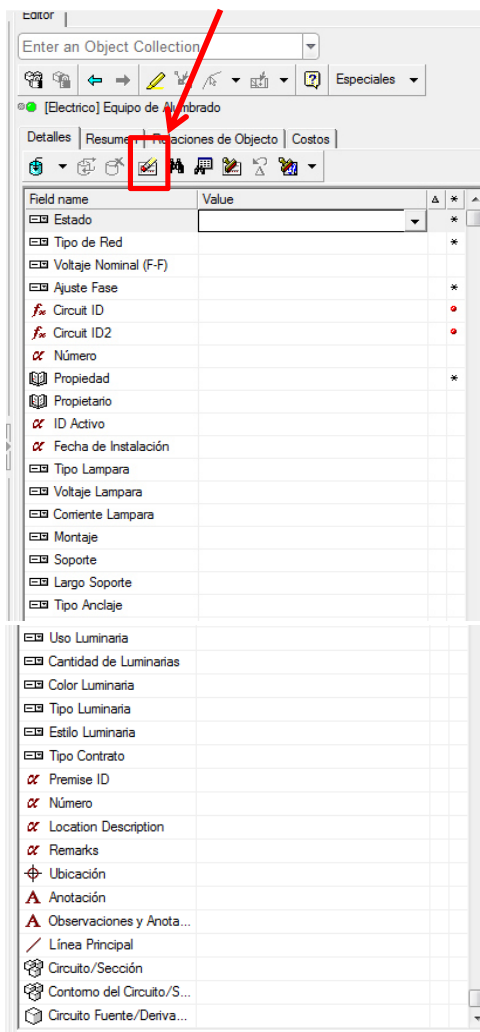 Editor
Enter an Object Collection
Especiales
[Electrico] Equipo de Alumbrado
Detalles Resumen Relaciones de Objecto Costos
Field name Value Δ *
Estado *
Tipo de Red *
Voltaje Nominal (F-F)
Ajuste Fase *
Circuit ID
Circuit ID2
Número
Propiedad *
Propietario
ID Activo
Fecha de Instalación
Tipo Lampara
Voltaje Lampara
Corriente Lampara
Montaje
Soporte
Largo Soporte
Tipo Anclaje
Uso Luminaria
Cantidad de Luminarias
Color Luminaria
Tipo Luminaria
Estilo Luminaria
Tipo Contrato
Premise ID
Número
Location Description
Remarks
Ubicación
Anotación
Observaciones y Anota...
Línea Principal
Circuito/Sección
Contorno del Circuito/S...
Circuito Fuente/Deriva...